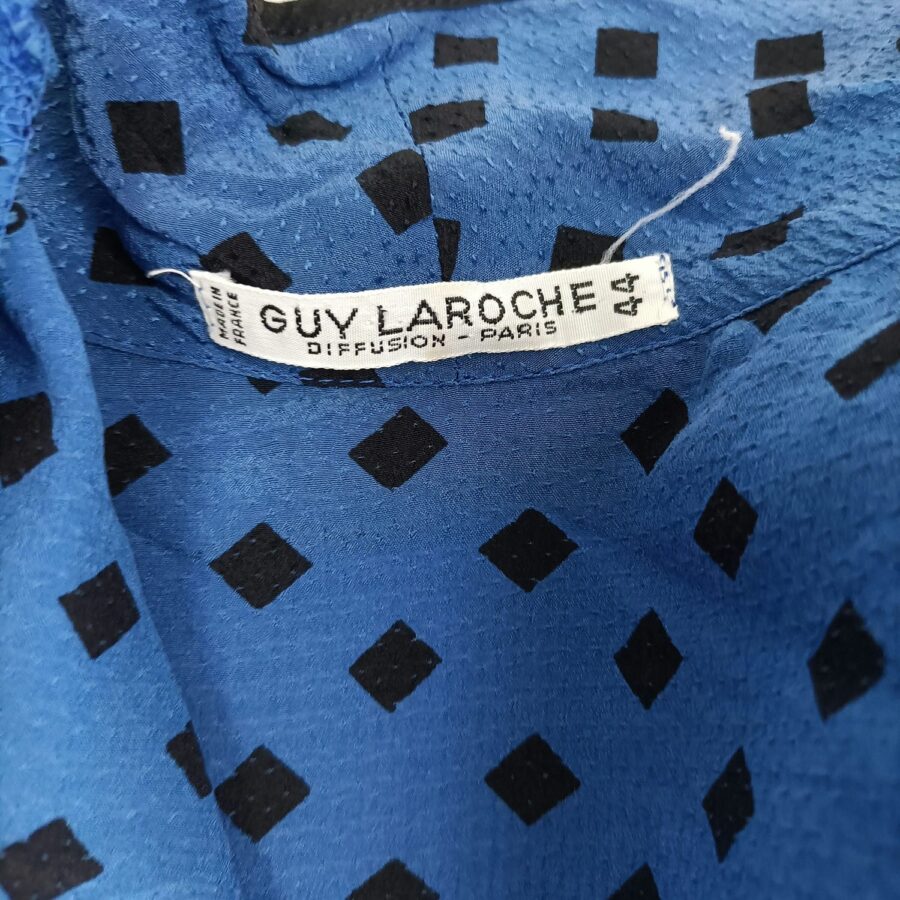 MADE IN
FRANCE
GUY LAROCHE
DIFFUSION - PARIS
44